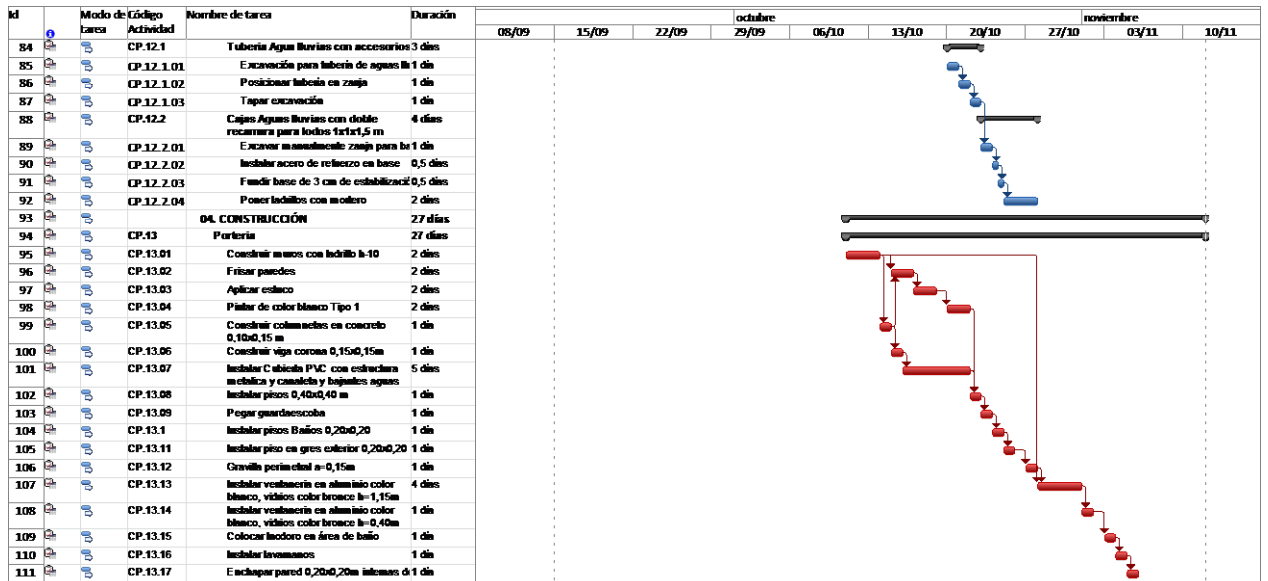 Id Modo de Código Nombre de tarea Duración octubre noviembre
tarea Actividad 08/09 15/09 22/09 29/09 06/10 13/10 20/10 27/10 03/11 10/11
84 CP.12.1 Tuberia Agua lluvias con accesorios 3 días
85 CP.12.1.01 Excavación para tuberia de aguas 1 día
86 CP.12.1.02 Posicionar tuberia en zanja 1 día
87 CP.12.1.03 Tapar excavación 1 día
88 CP.12.2 Cajas Aguas lluvias con doble 4 días
recamara para lodos 1x1x1,5 m
89 CP.12.2.01 Excavar manualmente zanja para ba 1 día
90 CP.12.2.02 Instalar acero de refuerzo en base 0,5 días
91 CP.12.2.03 Fundir base de 3 cm de estabilizació 0,5 días
92 CP.12.2.04 Poner ladrillos con mortero 2 días
93 04. CONSTRUCCIÓN 27 días
94 CP.13 Porteria 27 días
95 CP.13.01 Construir muros con ladrillo h-10 2 días
96 CP.13.02 Frisar paredes 2 días
97 CP.13.03 Aplicar estuco 2 días
98 CP.13.04 Pintar de color blanco Tipo 1 2 días
99 CP.13.05 Construir columnetas en concreto 1 día
0,10x0,15 m
100 CP.13.06 Construir viga corona 0,15x0,15m 1 día
101 CP.13.07 Instalar Cubierta PVC con estructura 5 días
metalica y canaleta y bajantes aguas
102 CP.13.08 Instalar pisos 0,40x0,40 m 1 día
103 CP.13.09 Pegar guardaescoba 1 día
104 CP.13.1 Instalar pisos Baños 0,20x0,20 1 día
105 CP.13.11 Instalar piso en gres exterior 0,20x0,20 1 día
106 CP.13.12 Gravilla perimetral a=0,15m 1 día
107 CP.13.13 Instalar ventaneria en aluminio color 4 días
blanco, vidrios color bronce h=1,15m
108 CP.13.14 Instalar ventaneria en aluminio color 1 día
blanco, vidrios color bronce h=0,40m
109 CP.13.15 Colocar Inodoro en área de baño 1 día
110 CP.13.16 Instalar lavamanos 1 día
111 CP.13.17 Enchapar pared 0,20x0,20m internas d 1 día